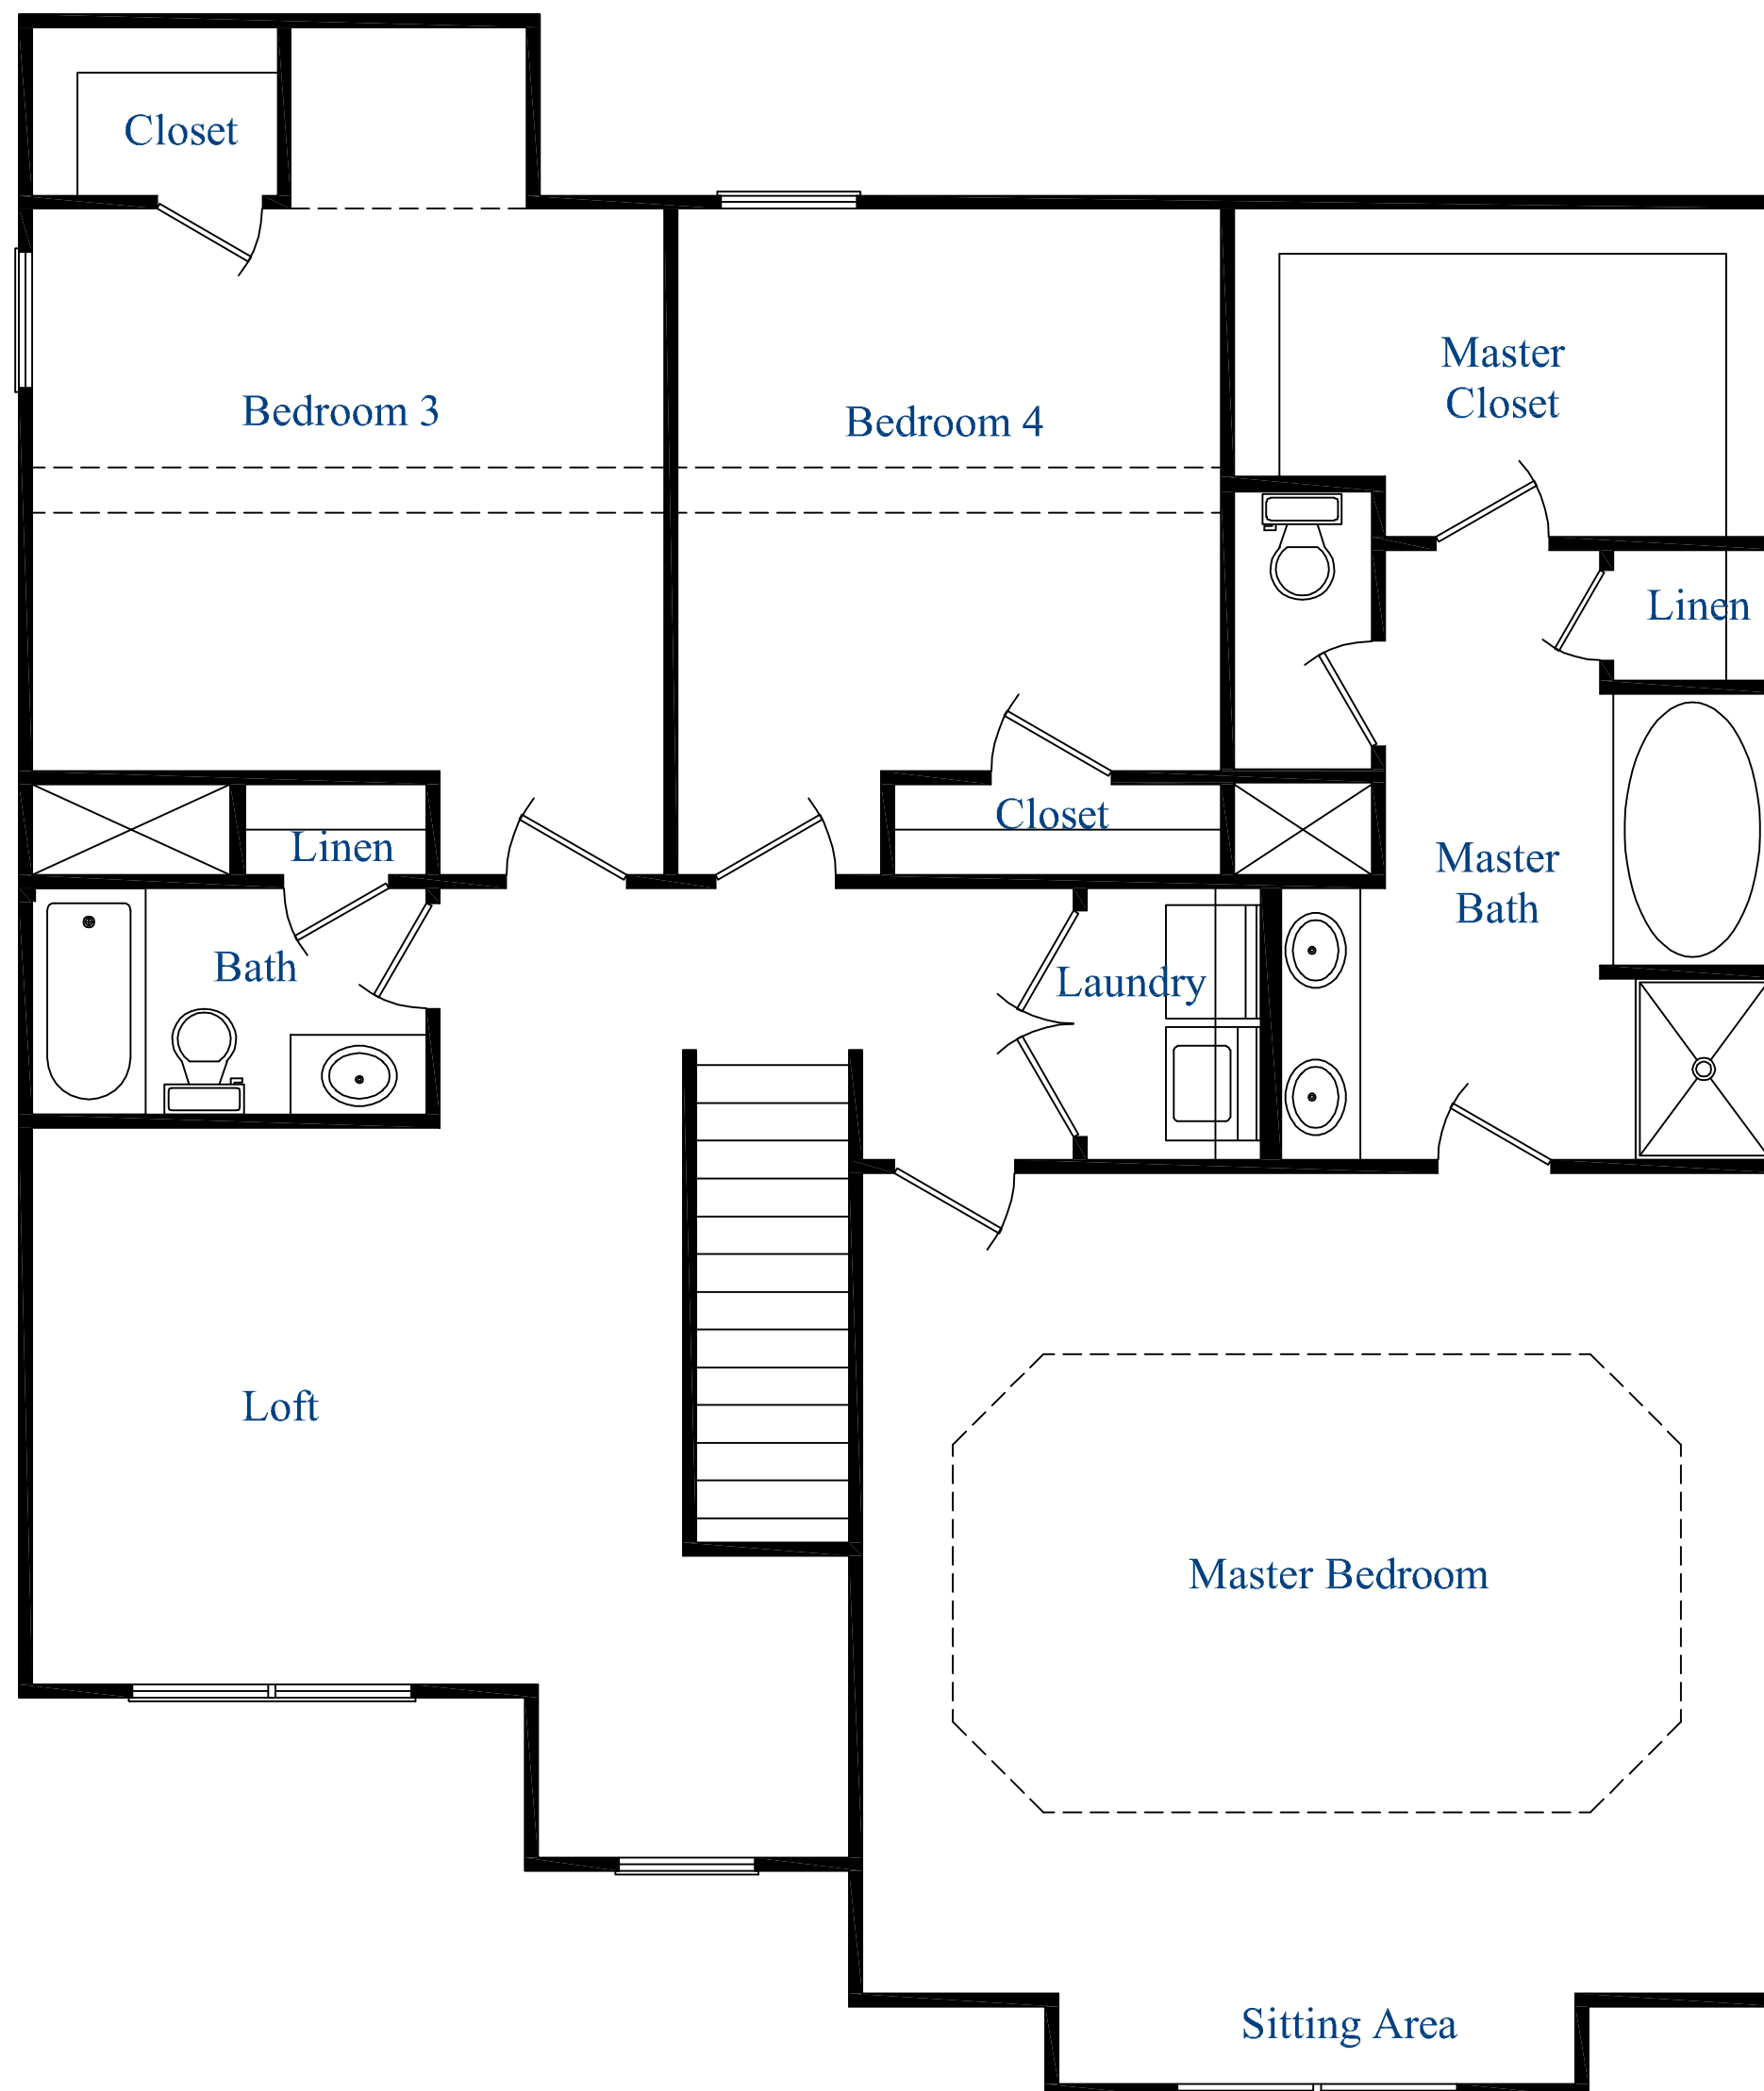 Closet
Master
Closet
Bedroom 3
Bedroom 4
Linen
Closet
Linen
Master
Bath
Bath
Laundry
Loft
Master Bedroom
Sitting Area